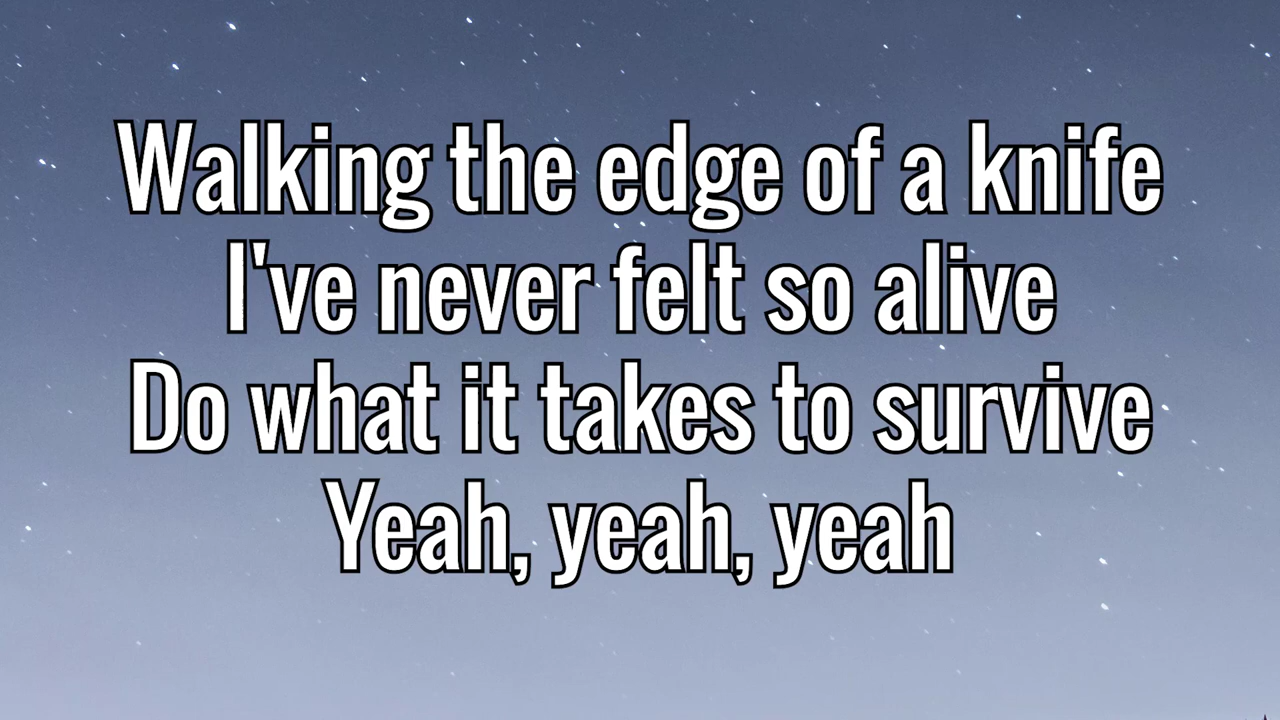 Walking the edge of a knife
I've never felt so alive
Do what it takes to survive
Yeah, yeah, yeah